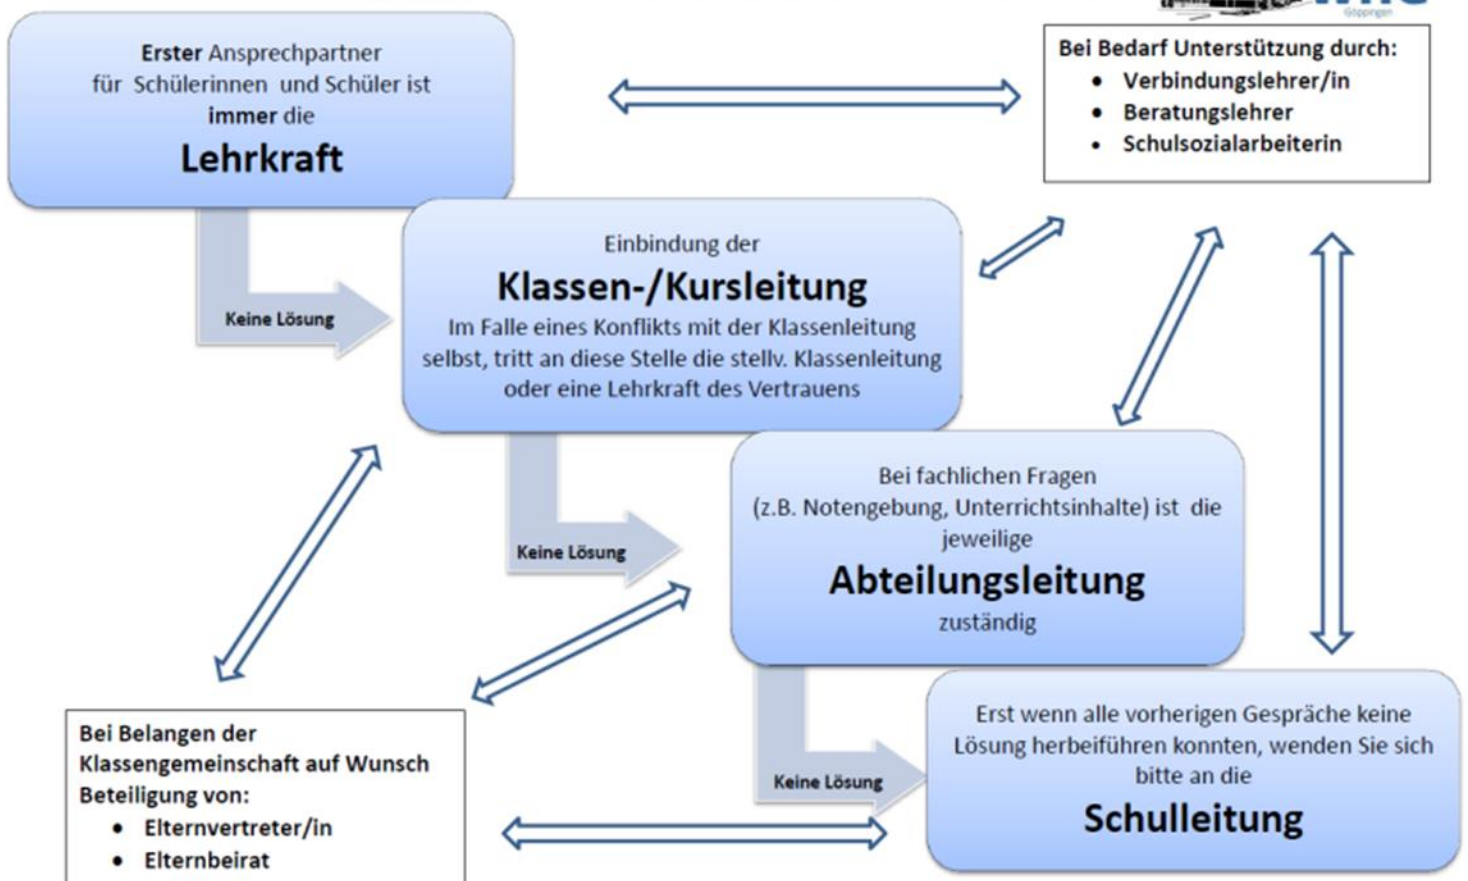 Göppingen
Erster Ansprechpartner
für Schülerinnen und Schüler ist
immer die
Lehrkraft
Bei Bedarf Unterstützung durch:
• Verbindungslehrer/in
• Beratungslehrer
• Schulsozialarbeiterin
Keine Lösung
Einbindung der
Klassen-/Kursleitung
Im Falle eines Konflikts mit der Klassenleitung
selbst, tritt an diese Stelle die stellv. Klassenleitung
oder eine Lehrkraft des Vertrauens
Keine Lösung
Bei fachlichen Fragen
(z.B. Notengebung, Unterrichtsinhalte) ist die
jeweilige
Abteilungsleitung
zuständig
Keine Lösung
Erst wenn alle vorherigen Gespräche keine
Lösung herbeiführen konnten, wenden Sie sich
bitte an die
Schulleitung
Bei Belangen der
Klassengemeinschaft auf Wunsch
Beteiligung von:
• Elternvertreter/in
• Elternbeirat